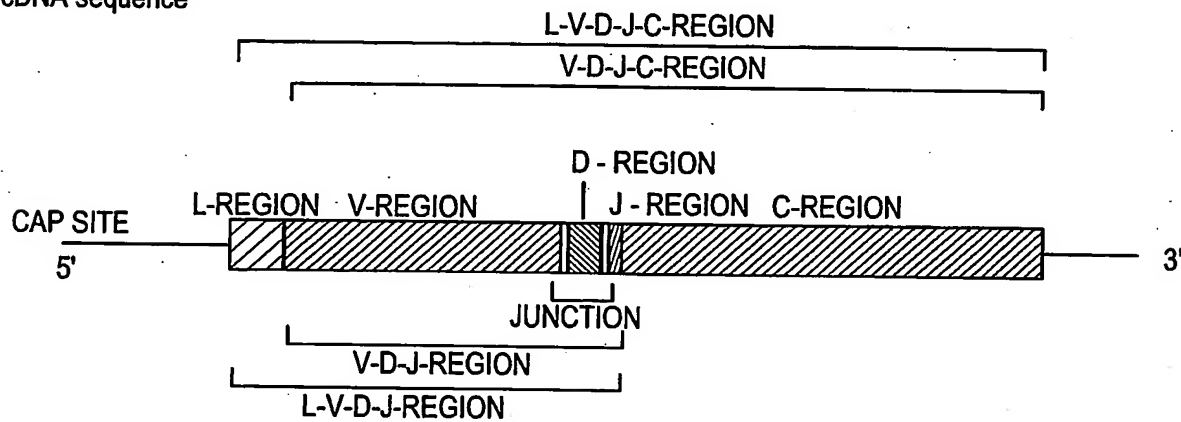 cDNA sequence
L-V-D-J-C-REGION
V-D-J-C-REGION
D - REGION
L-REGION V-REGION J - REGION C-REGION
CAP SITE
5' 3'
JUNCTION
V-D-J-REGION
L-V-D-J-REGION